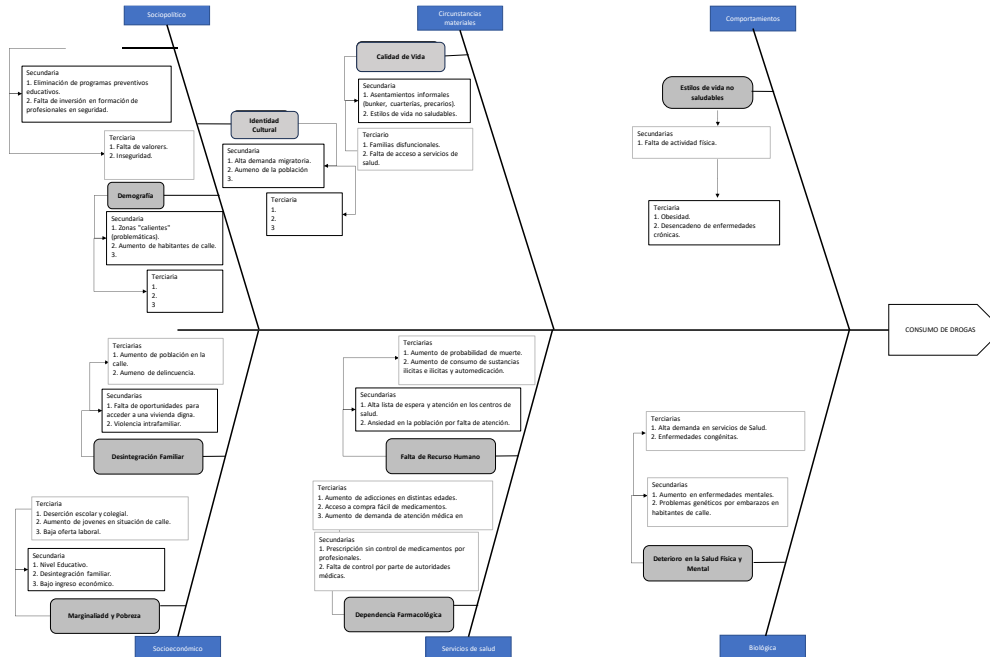 Sociopolítico
Circunstancias
materiales
Comportamientos
Secundaria
1. Eliminación de programas preventivos
educativos.
2. Falta de inversión en formación de
profesionales en seguridad.
Terciaria
1. Falta de valorers.
2. Inseguridad.
Identidad
Cultural
Secundaria
1. Alta demanda migratoria.
2. Aumeno de la población
3.
Terciaria
1.
2.
3
Demografía
Secundaria
1. Zonas "calientes"
(problemáticas).
2. Aumento de habitantes de calle.
3.
Terciaria
1.
2.
3
Calidad de Vida
Secundaria
1. Asentamientos informales
(bunker, cuarterías, precarios).
2. Estilos de vida no saludables.
Terciario
1. Familias disfuncionales.
2. Falta de acceso a servicios de
salud.
Estilos de vida no
saludables
Secundarias
1. Falta de actividad física.
Terciaria
1. Obesidad.
2. Desencadeno de enfermedades
crónicas.
CONSUMO DE DROGAS
Terciarias
1. Aumento de población en la
calle.
2. Aumeno de delincuencia.
Secundarias
1. Falta de oportunidades para
acceder a una vivienda digna.
2. Violencia intrafamiliar.
Desintegración Familiar
Terciaria
1. Deserción escolar y colegial.
2. Aumento de jovenes en situación de calle.
3. Baja oferta laboral.
Secundaria
1. Nivel Educativo.
2. Desintegración familiar.
3. Bajo ingreso económico.
Marginaliadd y Pobreza
Socioeconómico
Terciarias
1. Aumento de probabilidad de muerte.
2. Aumento de consumo de sustancias
ilicitas e ilicitas y automedicación.
Secundarias
1. Alta lista de espera y atención en los centros de
salud.
2. Ansiedad en la población por falta de atención.
Falta de Recurso Humano
Terciarias
1. Aumento de adicciones en distintas edades.
2. Acceso a compra fácil de medicamentos.
3. Aumento de demanda de atención médica en
Secundarias
1. Prescripción sin control de medicamentos por
profesionales.
2. Falta de control por parte de autoridades
médicas.
Dependencia Farmacológica
Servicios de salud
Terciarias
1. Alta demanda en servicios de Salud.
2. Enfermedades congénitas.
Secundarias
1. Aumento en enfermedades mentales.
2. Problemas genéticos por embarazos en
habitantes de calle.
Deterioro en la Salud Física y
Mental
Biológica